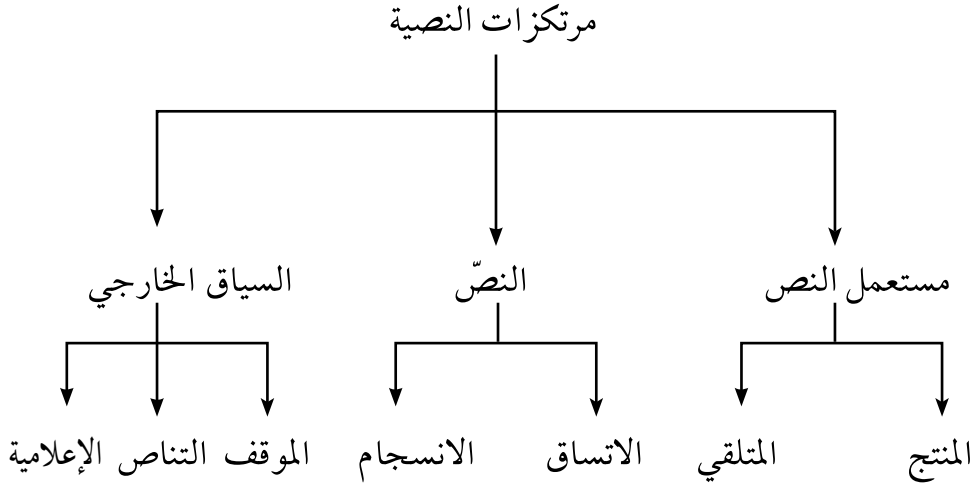 مرتكزات النصية
مستعمل النص النصّ السياق الخارجي
المنتج المتلقي الاتساق الانسجام الموقف التناص الإعلامية